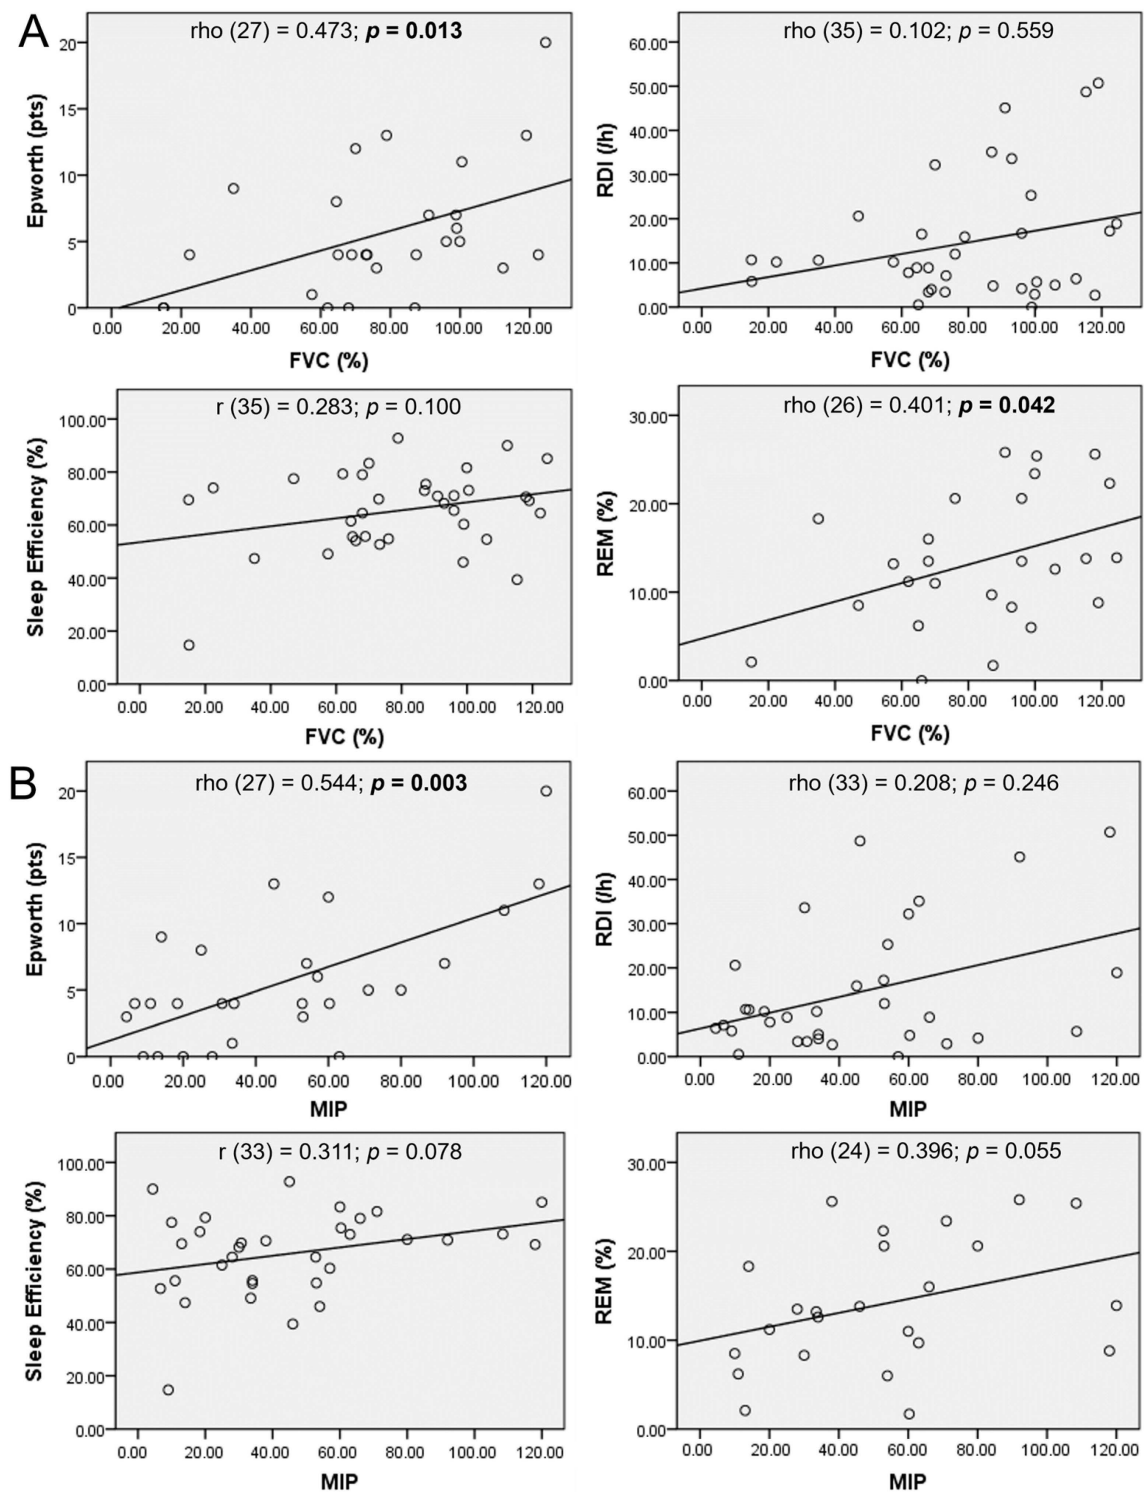 A
rho (27) = 0.473; p = 0.013
20
15
10
5
0
Epworth (pts)
0.00 20.00 40.00 60.00 80.00 100.00 120.00
FVC (%)
rho (35) = 0.102; p = 0.559
60.00
50.00
40.00
30.00
20.00
10.00
0.00
RDI (/h)
0.00 20.00 40.00 60.00 80.00 100.00 120.00
FVC (%)
r (35) = 0.283; p = 0.100
100.00
80.00
60.00
40.00
20.00
0.00
Sleep Efficiency (%)
0.00 20.00 40.00 60.00 80.00 100.00 120.00
FVC (%)
rho (26) = 0.401; p = 0.042
30.00
20.00
10.00
0.00
REM (%)
0.00 20.00 40.00 60.00 80.00 100.00 120.00
FVC (%)
B
rho (27) = 0.544; p = 0.003
20
15
10
5
0
Epworth (pts)
0.00 20.00 40.00 60.00 80.00 100.00 120.00
MIP
rho (33) = 0.208; p = 0.246
60.00
50.00
40.00
30.00
20.00
10.00
0.00
RDI (/h)
0.00 20.00 40.00 60.00 80.00 100.00 120.00
MIP
r (33) = 0.311; p = 0.078
100.00
80.00
60.00
40.00
20.00
0.00
Sleep Efficiency (%)
0.00 20.00 40.00 60.00 80.00 100.00 120.00
MIP
rho (24) = 0.396; p = 0.055
30.00
20.00
10.00
0.00
REM (%)
0.00 20.00 40.00 60.00 80.00 100.00 120.00
MIP